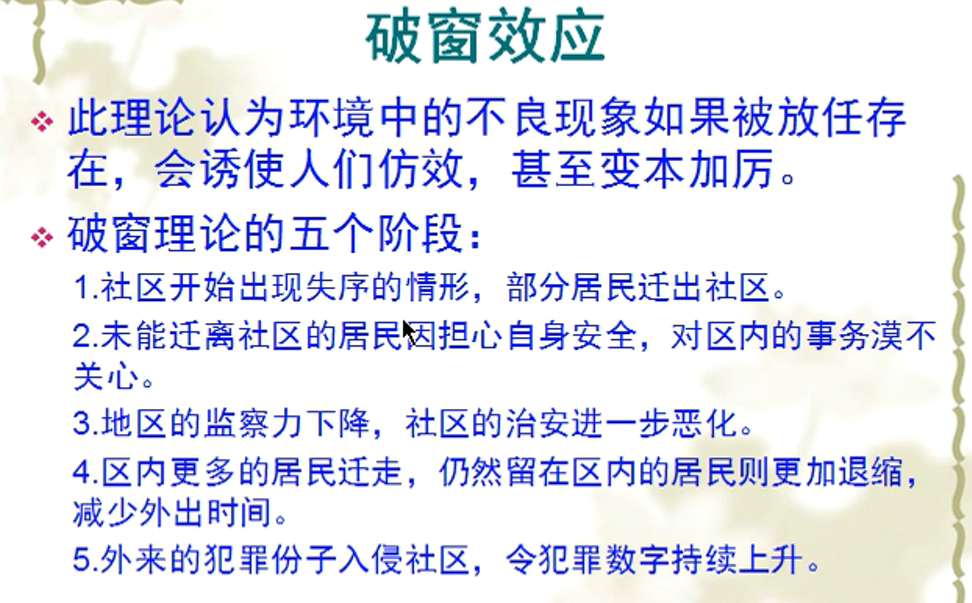 破窗效应
此理论认为环境中的不良现象如果被放任存
在，会诱使人们仿效，甚至变本加厉。
破窗理论的五个阶段：
1.社区开始出现失序的情形，部分居民迁出社区。
2.未能迁离社区的居民因担心自身安全，对区内的事务漠不
关心。
3.地区的监察力下降，社区的治安进一步恶化。
4.区内更多的居民迁走，仍然留在区内的居民则更加退缩，
减少外出时间。
5.外来的犯罪份子入侵社区，令犯罪数字持续上升。